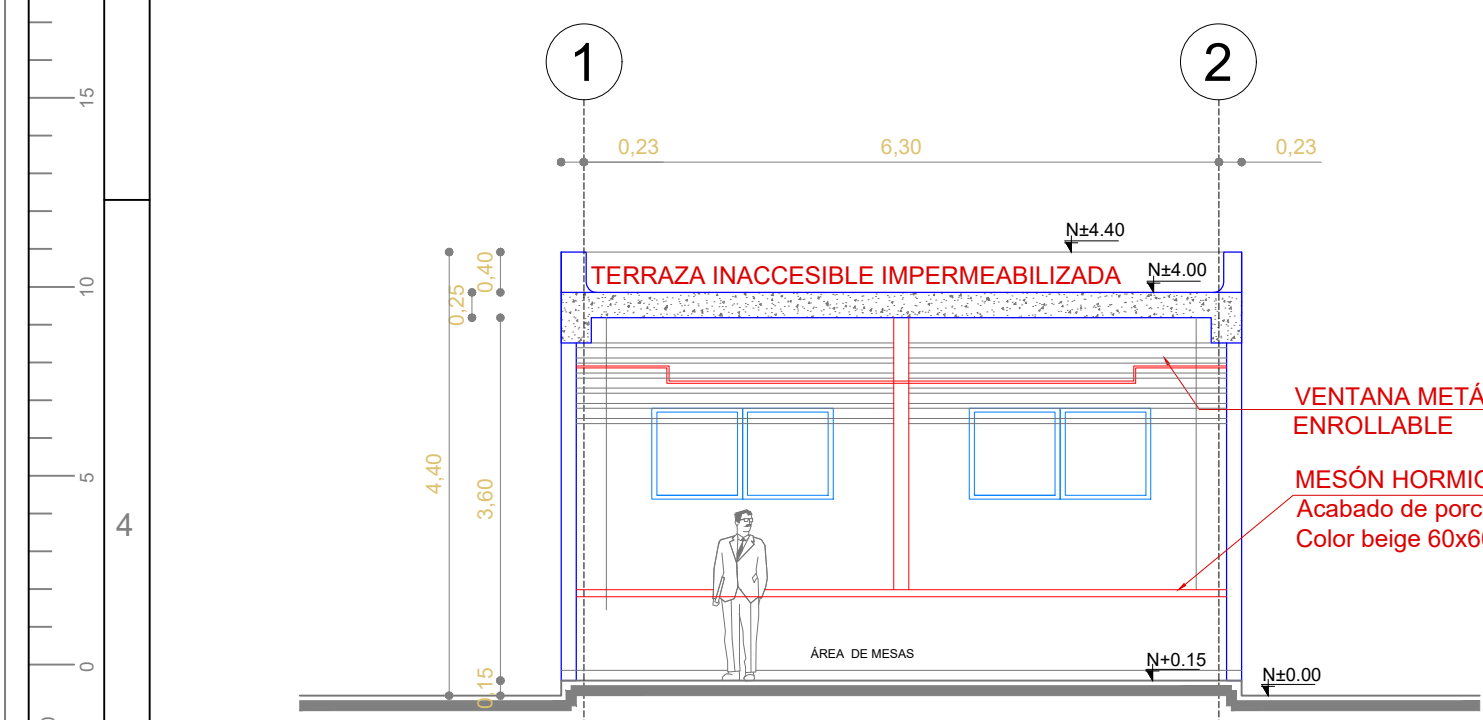 1
2
15
0,23
6,30
0,23
N±4.40
0,40
TERRAZA INACCESIBLE IMPERMEABILIZADA
N±4.00
10
0,25
VENTANA METÁ
ENROLLABLE
4,40
5
3,60
MESÓN HORMIG
Acabado de porc
Color beige 60x60
4
ÁREA DE MESAS
N+0.15
0
0,15
N±0.00